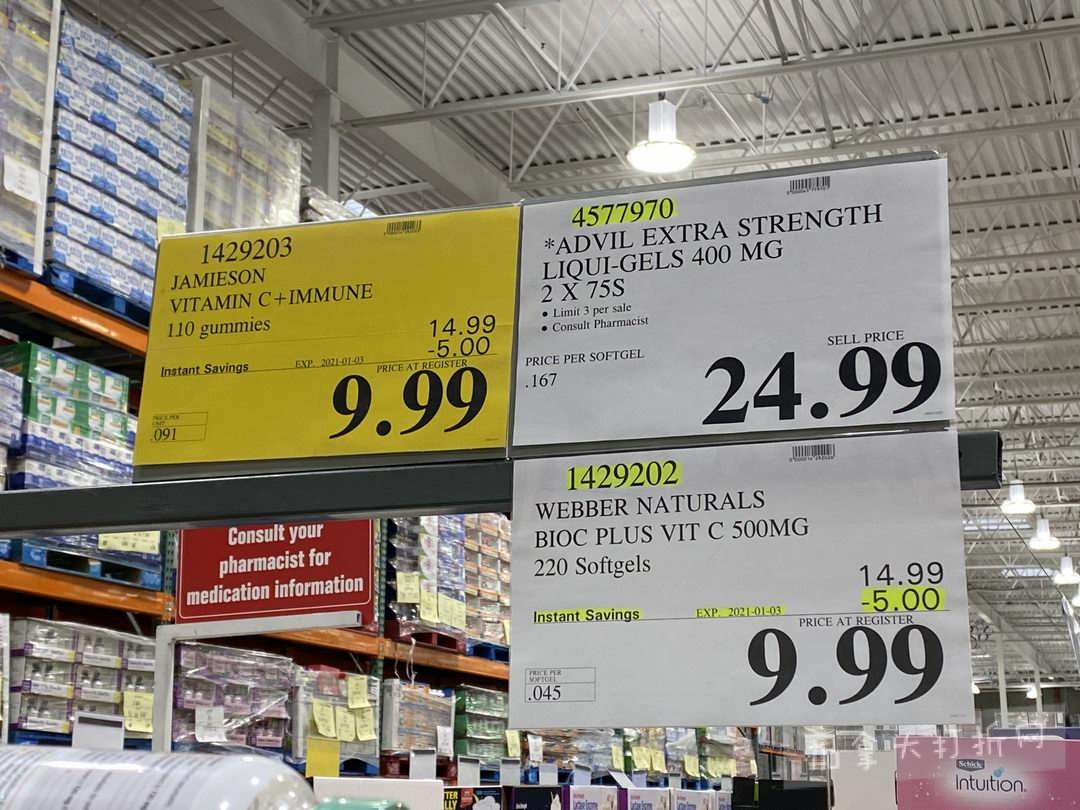 1429203
JAMIESON
VITAMIN C+IMMUNE
110 gummies
14.99
-5.00
Instant Savings
EXP. 2021-01-03
PRICE AT REGISTER
9.99
PRICE PER
UNIT
.091
4577970
*ADVIL EXTRA STRENGTH
LIQUI-GELS 400 MG
2 X 75S
• Limit 3 per sale
• Consult Pharmacist
PRICE PER SOFTGEL
.167
SELL PRICE
24.99
1429202
WEBBER NATURALS
BIOC PLUS VIT C 500MG
220 Softgels
14.99
-5.00
Instant Savings
EXP. 2021-01-03
PRICE AT REGISTER
9.99
PRICE PER
SOFTGEL
.045
Consult your
pharmacist for
medication information
Schick
Intuition